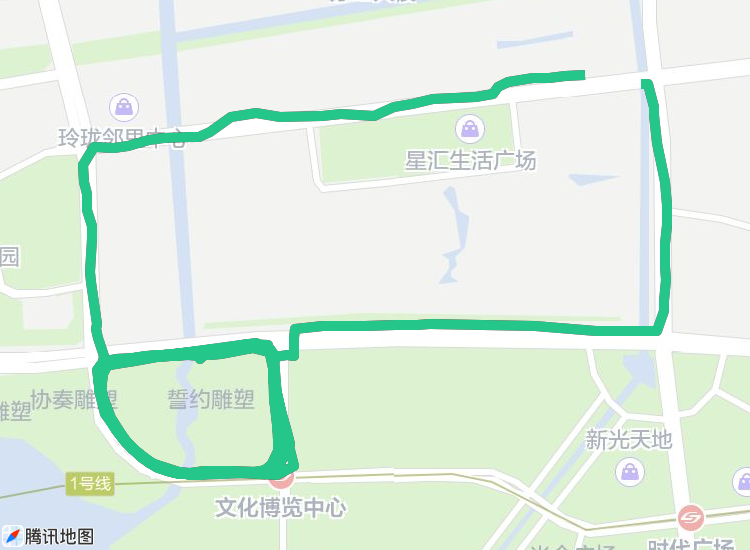 玲珑邻里中心
星汇生活广场
园
协奏雕塑
誓约雕塑
雕塑
新光天地
1号线
文化博览中心
腾讯地图
时代广场